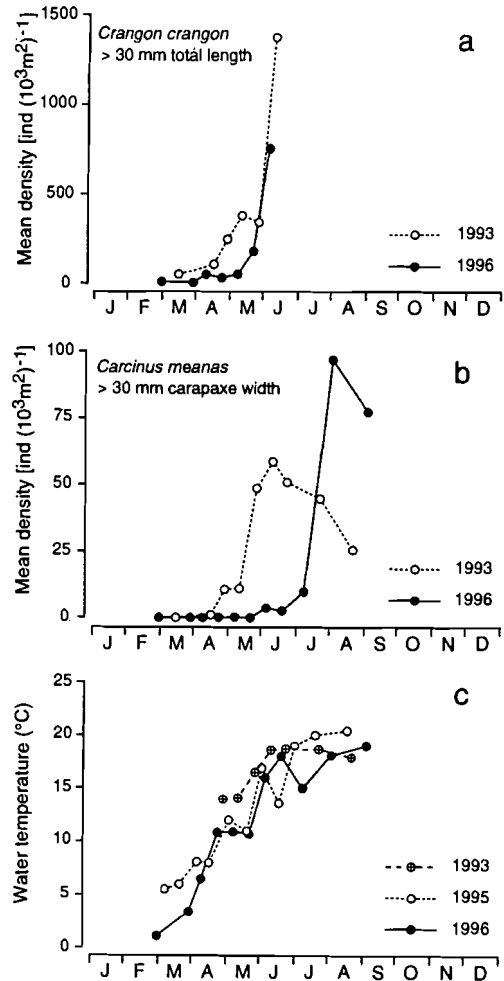 1500
1000
500
0
Mean density [ind (10³m²)⁻¹]
Crangon crangon
> 30 mm totál length
a
1993
1996
J F M A M J J A S O N D
100
75
50
25
0
Mean density [ind (10³m²)⁻¹]
Carcinus meanas
> 30 mm carapaxe width
b
1993
1996
J F M A M J J A S O N D
25
20
15
10
5
0
Water temperature (°C)
c
1993
1995
1996
J F M A M J J A S O N D